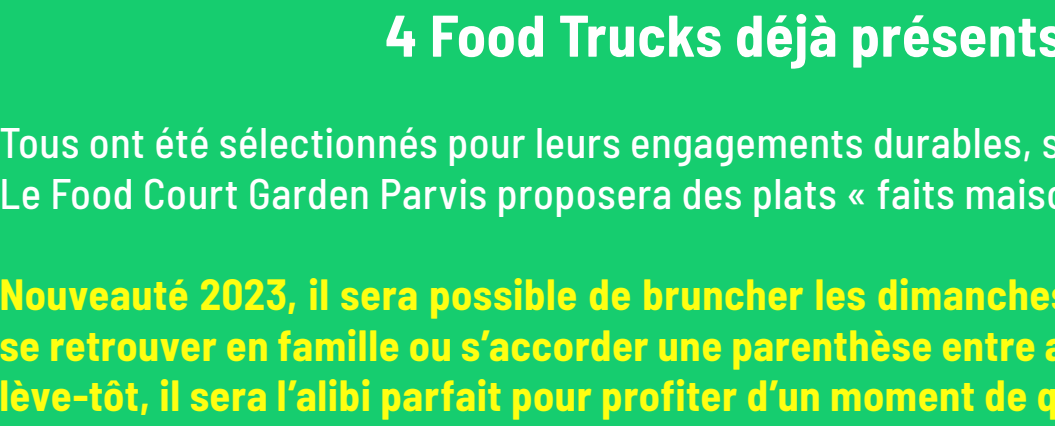 4 Food Trucks déjà présents
Tous ont été sélectionnés pour leurs engagements durables,
Le Food Court Garden Parvis proposera des plats « faits
Nouveauté 2023, il sera possible de bruncher les dimanches
se retrouver en famille ou s’accorder une parenthèse entre
lève-tôt, il sera l’alibi parfait pour profiter d’un moment de